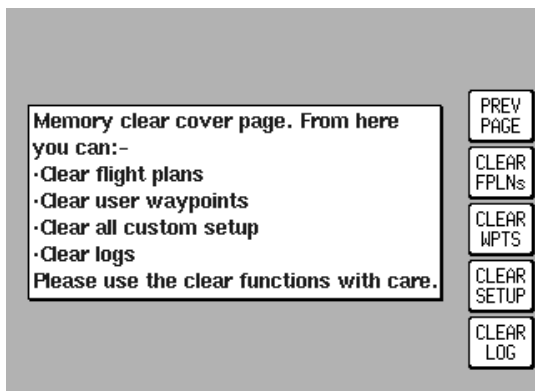 Memory clear cover page. From here
you can:-
·Clear flight plans
·Clear user waypoints
·Clear all custom setup
·Clear logs
Please use the clear functions with care.
PREV
PAGE
CLEAR
FPLNs
CLEAR
WPTS
CLEAR
SETUP
CLEAR
LOG